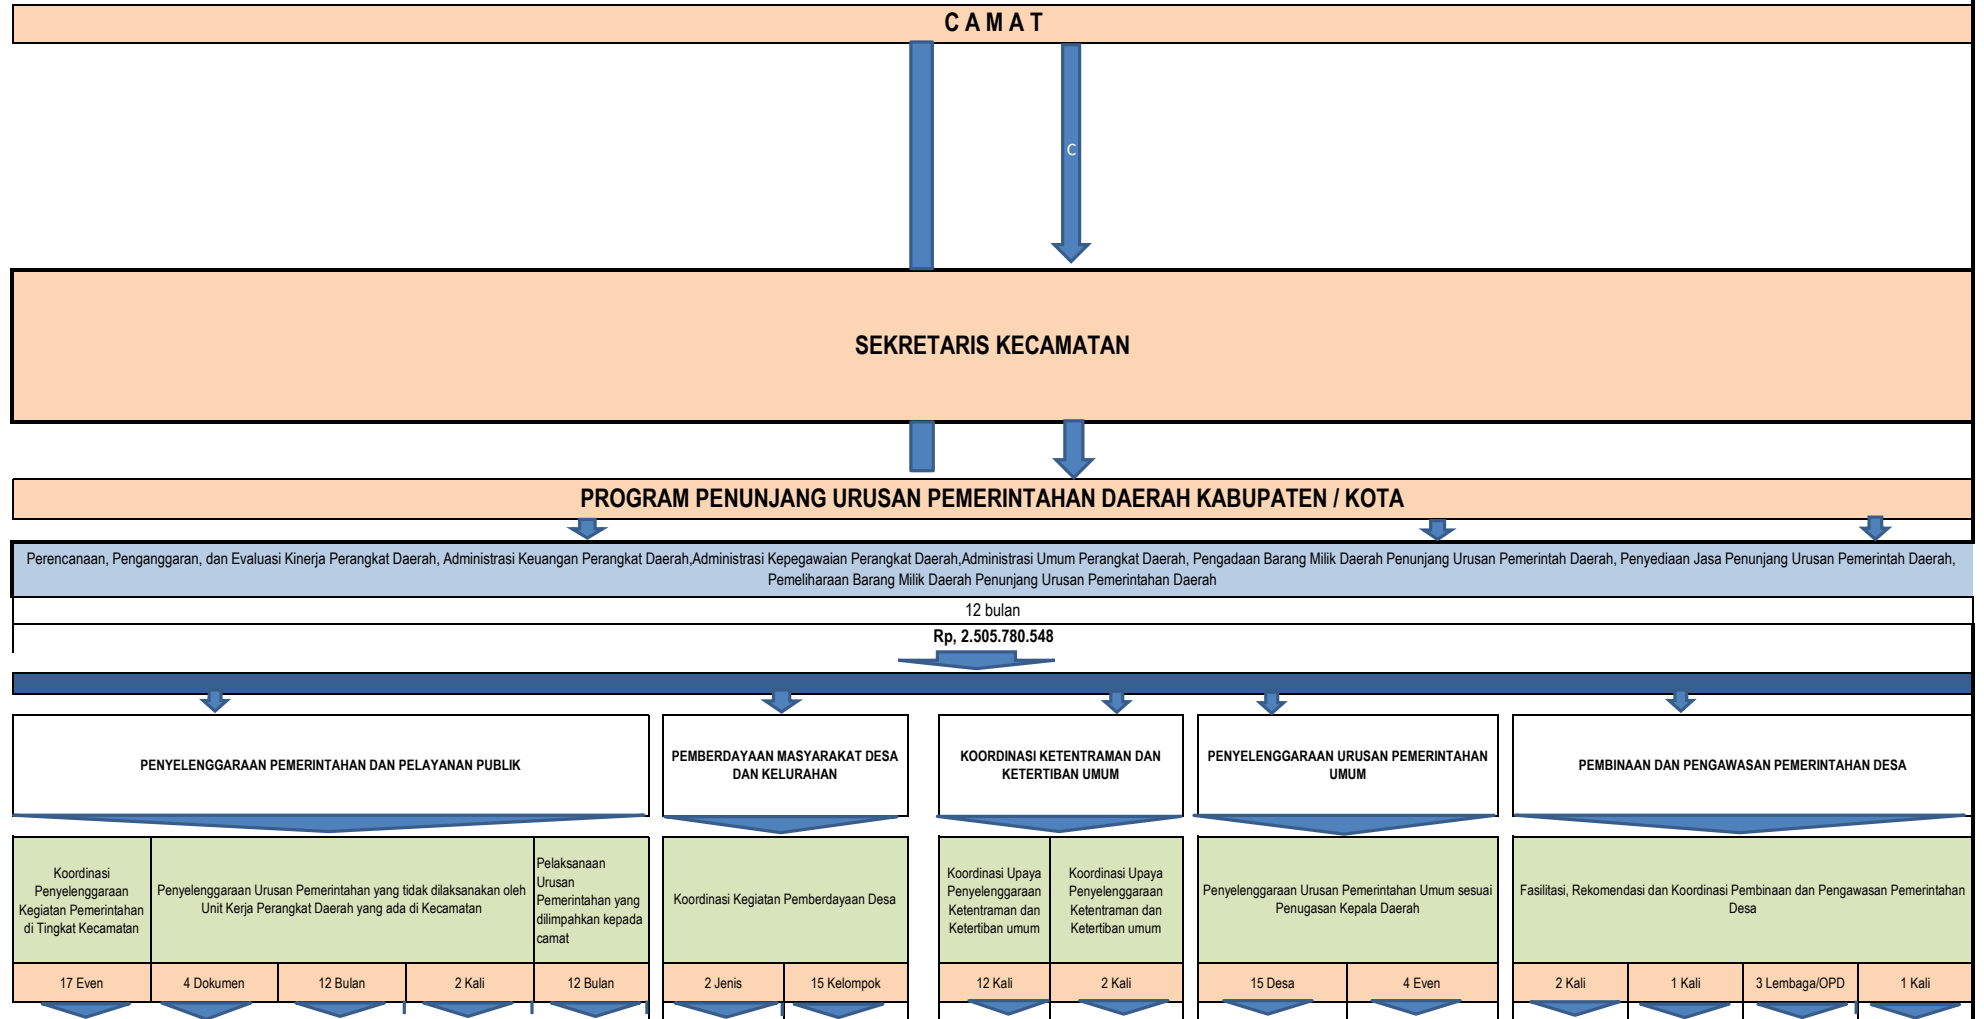 C A M A T
C
SEKRETARIS KECAMATAN
PROGRAM PENUNJANG URUSAN PEMERINTAHAN DAERAH KABUPATEN / KOTA
Perencanaan, Penganggaran, dan Evaluasi Kinerja Perangkat Daerah, Administrasi Keuangan Perangkat Daerah,Administrasi Kepegawaian Perangkat Daerah,Administrasi Umum Perangkat Daerah, Pengadaan Barang Milik Daerah Penunjang Urusan Pemerintah Daerah, Penyediaan Jasa Penunjang Urusan Pemerintah Daerah,
Pemeliharaan Barang Milik Daerah Penunjang Urusan Pemerintahan Daerah
12 bulan
Rp, 2.505.780.548
PENYELENGGARAAN PEMERINTAHAN DAN PELAYANAN PUBLIK
PEMBERDAYAAN MASYARAKAT DESA
DAN KELURAHAN
KOORDINASI KETENTRAMAN DAN
KETERTIBAN UMUM
PENYELENGGARAAN URUSAN PEMERINTAHAN
UMUM
PEMBINAAN DAN PENGAWASAN PEMERINTAHAN DESA
Koordinasi
Penyelenggaraan
Kegiatan Pemerintahan
di Tingkat Kecamatan
Penyelenggaraan Urusan Pemerintahan yang tidak dilaksanakan oleh
Unit Kerja Perangkat Daerah yang ada di Kecamatan
Pelaksanaan
Urusan
Pemerintahan yang
dilimpahkan kepada
camat
Koordinasi Kegiatan Pemberdayaan Desa
Koordinasi Upaya
Penyelenggaraan
Ketentraman dan
Ketertiban umum
Koordinasi Upaya
Penyelenggaraan
Ketentraman dan
Ketertiban umum
Penyelenggaraan Urusan Pemerintahan Umum sesuai
Penugasan Kepala Daerah
Fasilitasi, Rekomendasi dan Koordinasi Pembinaan dan Pengawasan Pemerintahan
Desa
17 Even
4 Dokumen
12 Bulan
2 Kali
12 Bulan
2 Jenis
15 Kelompok
12 Kali
2 Kali
15 Desa
4 Even
2 Kali
1 Kali
3 Lembaga/OPD
1 Kali